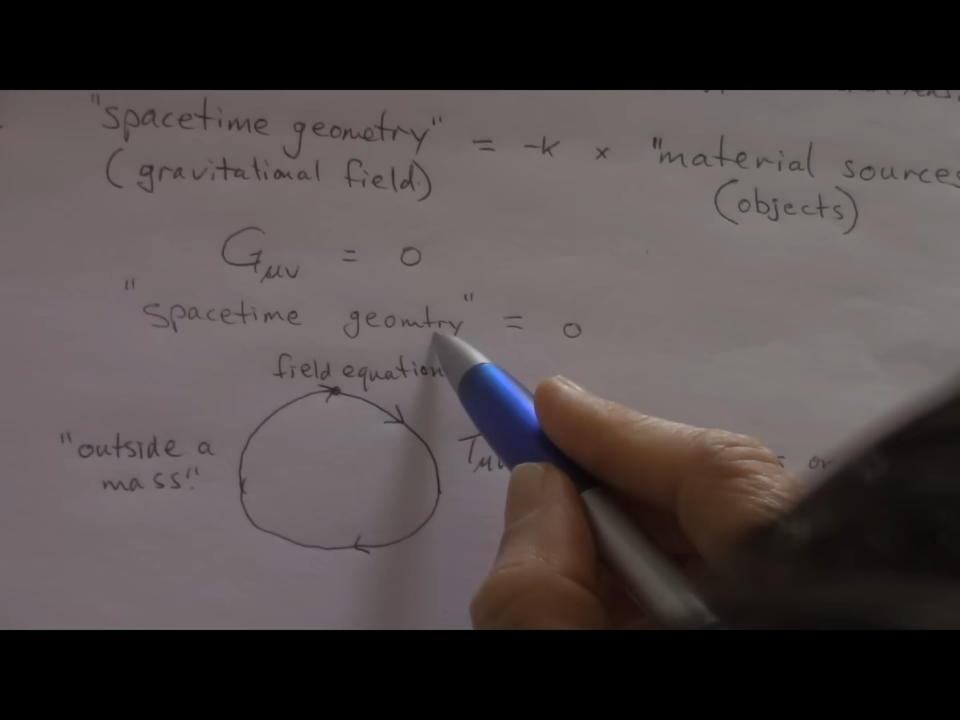 "spacetime geometry" = -k × "material sources
(gravitational field) (objects)
Gμν = 0
"spacetime geomtry" = 0
field equation
"outside a
mass"